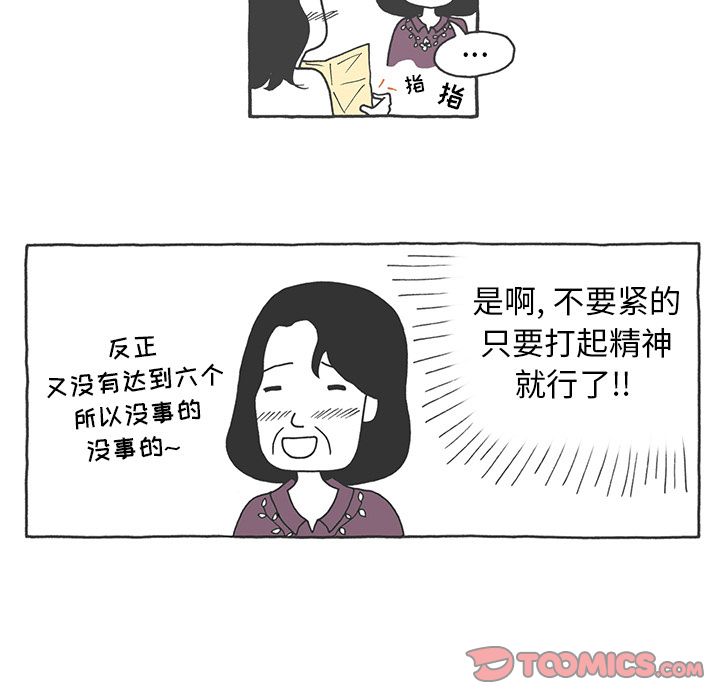 ...
指
指
是啊, 不要紧的
只要打起精神
就行了!!
反正
又没有达到六个
所以没事的
没事的~
TOOMICS.COM